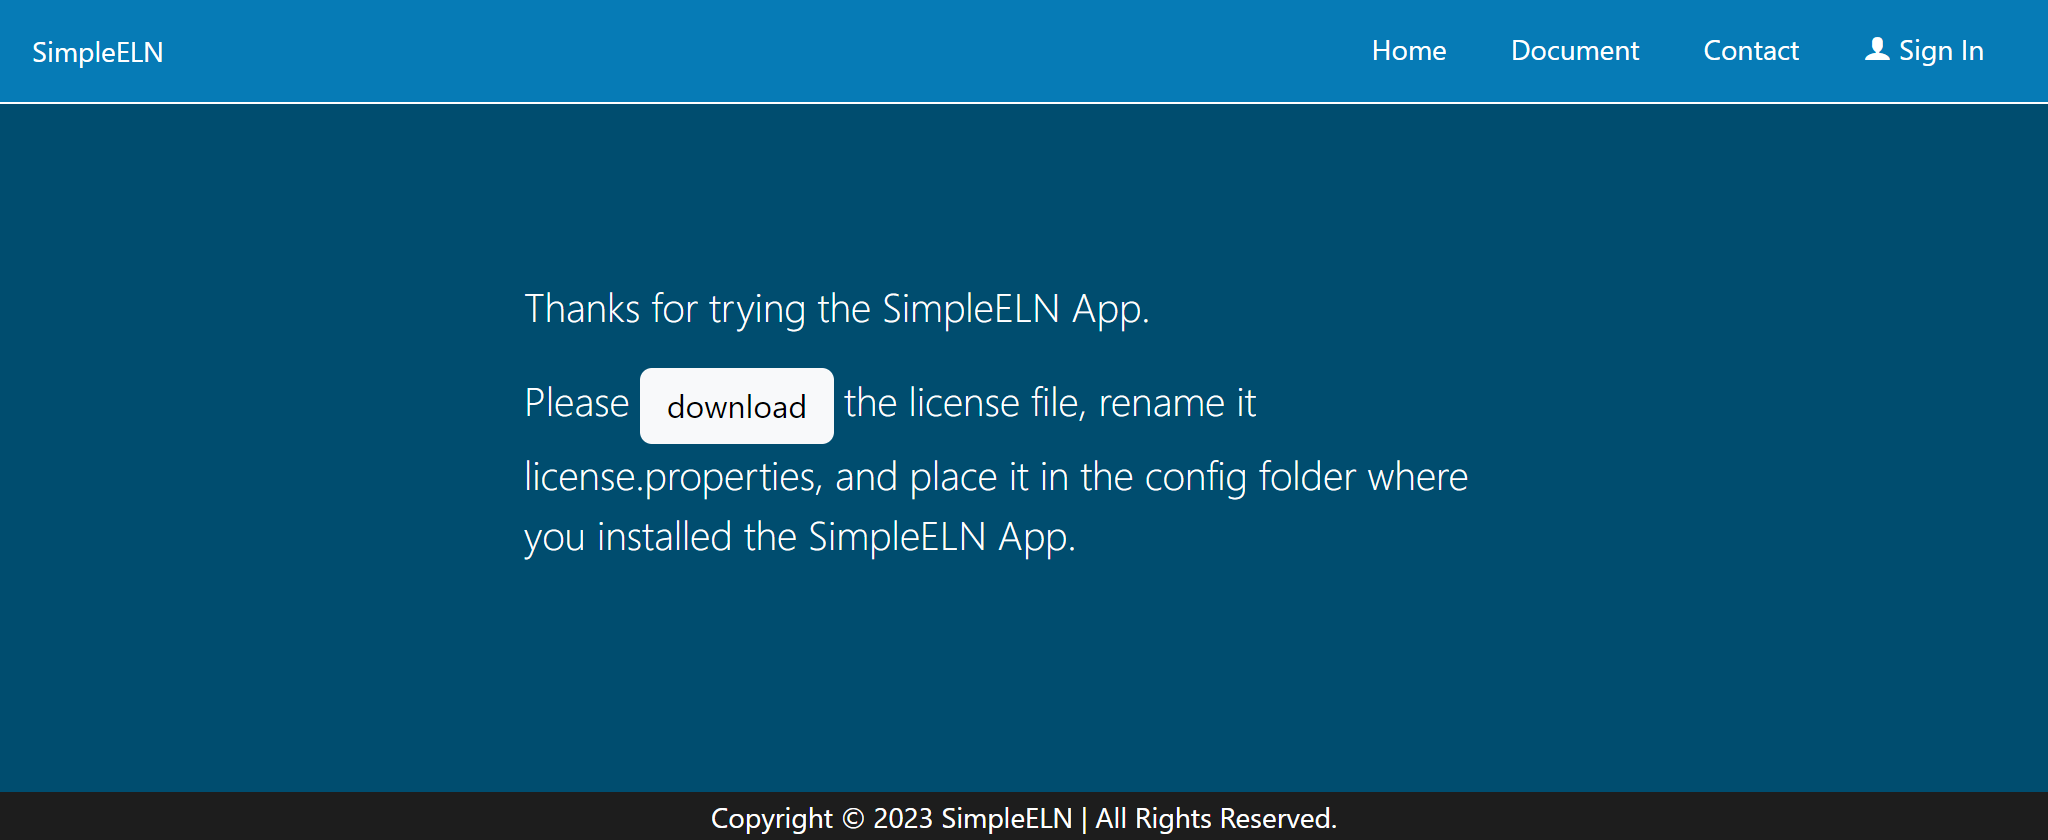 SimpleELN
Home Document Contact Sign In
Thanks for trying the SimpleELN App.
Please download the license file, rename it
license.properties, and place it in the config folder where
you installed the SimpleELN App.
Copyright © 2023 SimpleELN | All Rights Reserved.